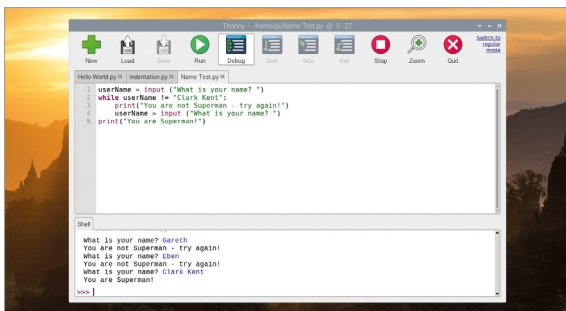 Thonny - /home/pi/Name Test.py @ 5:27
New Load Save Run Debug Over Into Out Stop Zoom Quit
Switch to
regular
mode
Hello World.py Indentation.py Name Test.py
1 userName = input ("What is your name? ")
2 while userName != "Clark Kent":
3     print("You are not Superman - try again!")
4     userName = input ("What is your name? ")
5 print("You are Superman!")
Shell
What is your name? Gareth
You are not Superman - try again!
What is your name? Eben
You are not Superman - try again!
What is your name? Clark Kent
You are Superman!
>>>